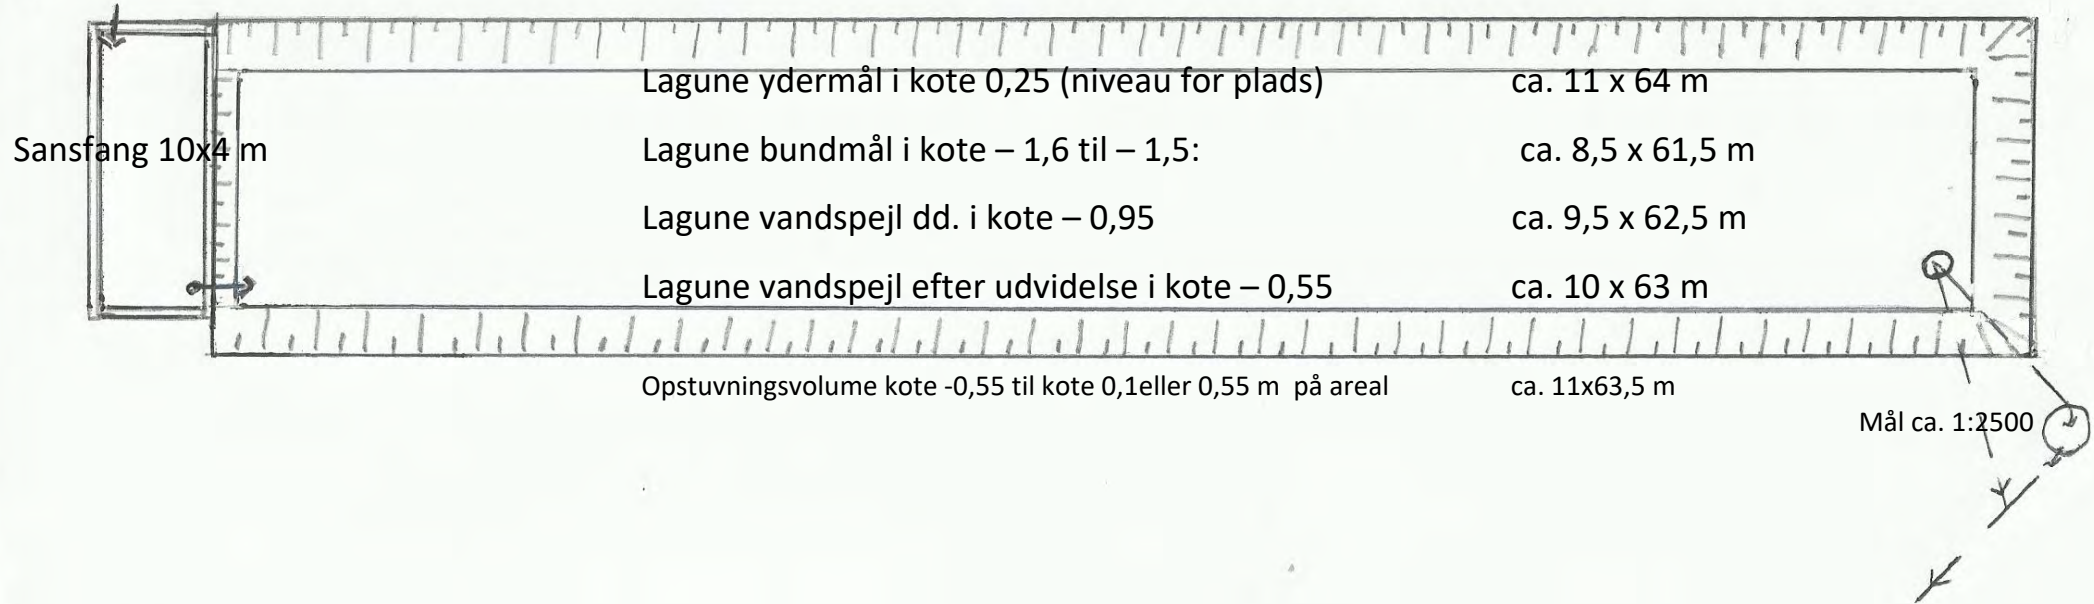 Lagune ydermål i kote 0,25 (niveau for plads) ca. 11 x 64 m
Sansfang 10x4 m
Lagune bundmål i kote – 1,6 til – 1,5: ca. 8,5 x 61,5 m
Lagune vandspejl dd. i kote – 0,95 ca. 9,5 x 62,5 m
Lagune vandspejl efter udvidelse i kote – 0,55 ca. 10 x 63 m
Opstuvningsvolume kote -0,55 til kote 0,1eller 0,55 m på areal ca. 11x63,5 m
Mål ca. 1:2500